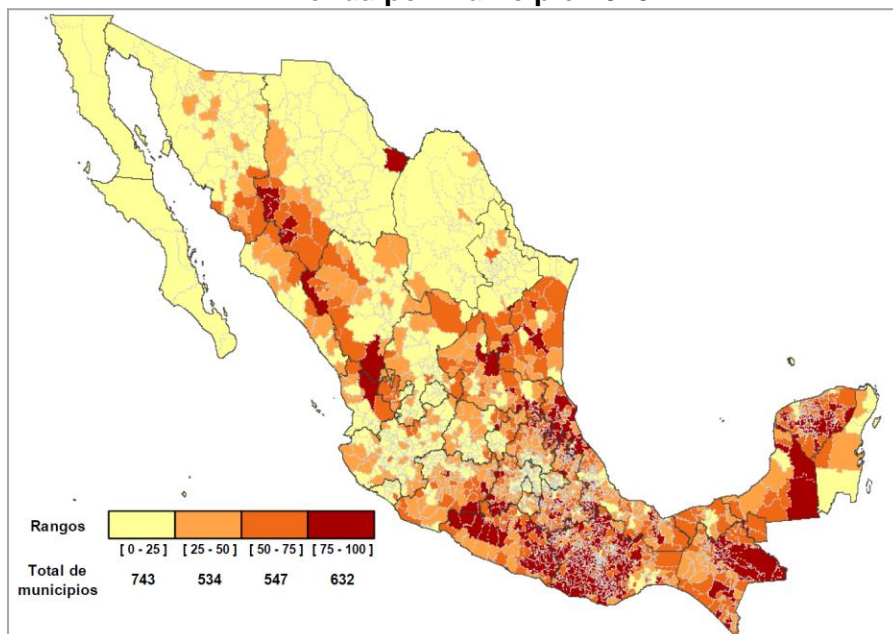 Rangos
[ 0 - 25 ] [ 25 - 50 ] [ 50 - 75 ] [ 75 - 100 ]
Total de municipios 743 534 547 632